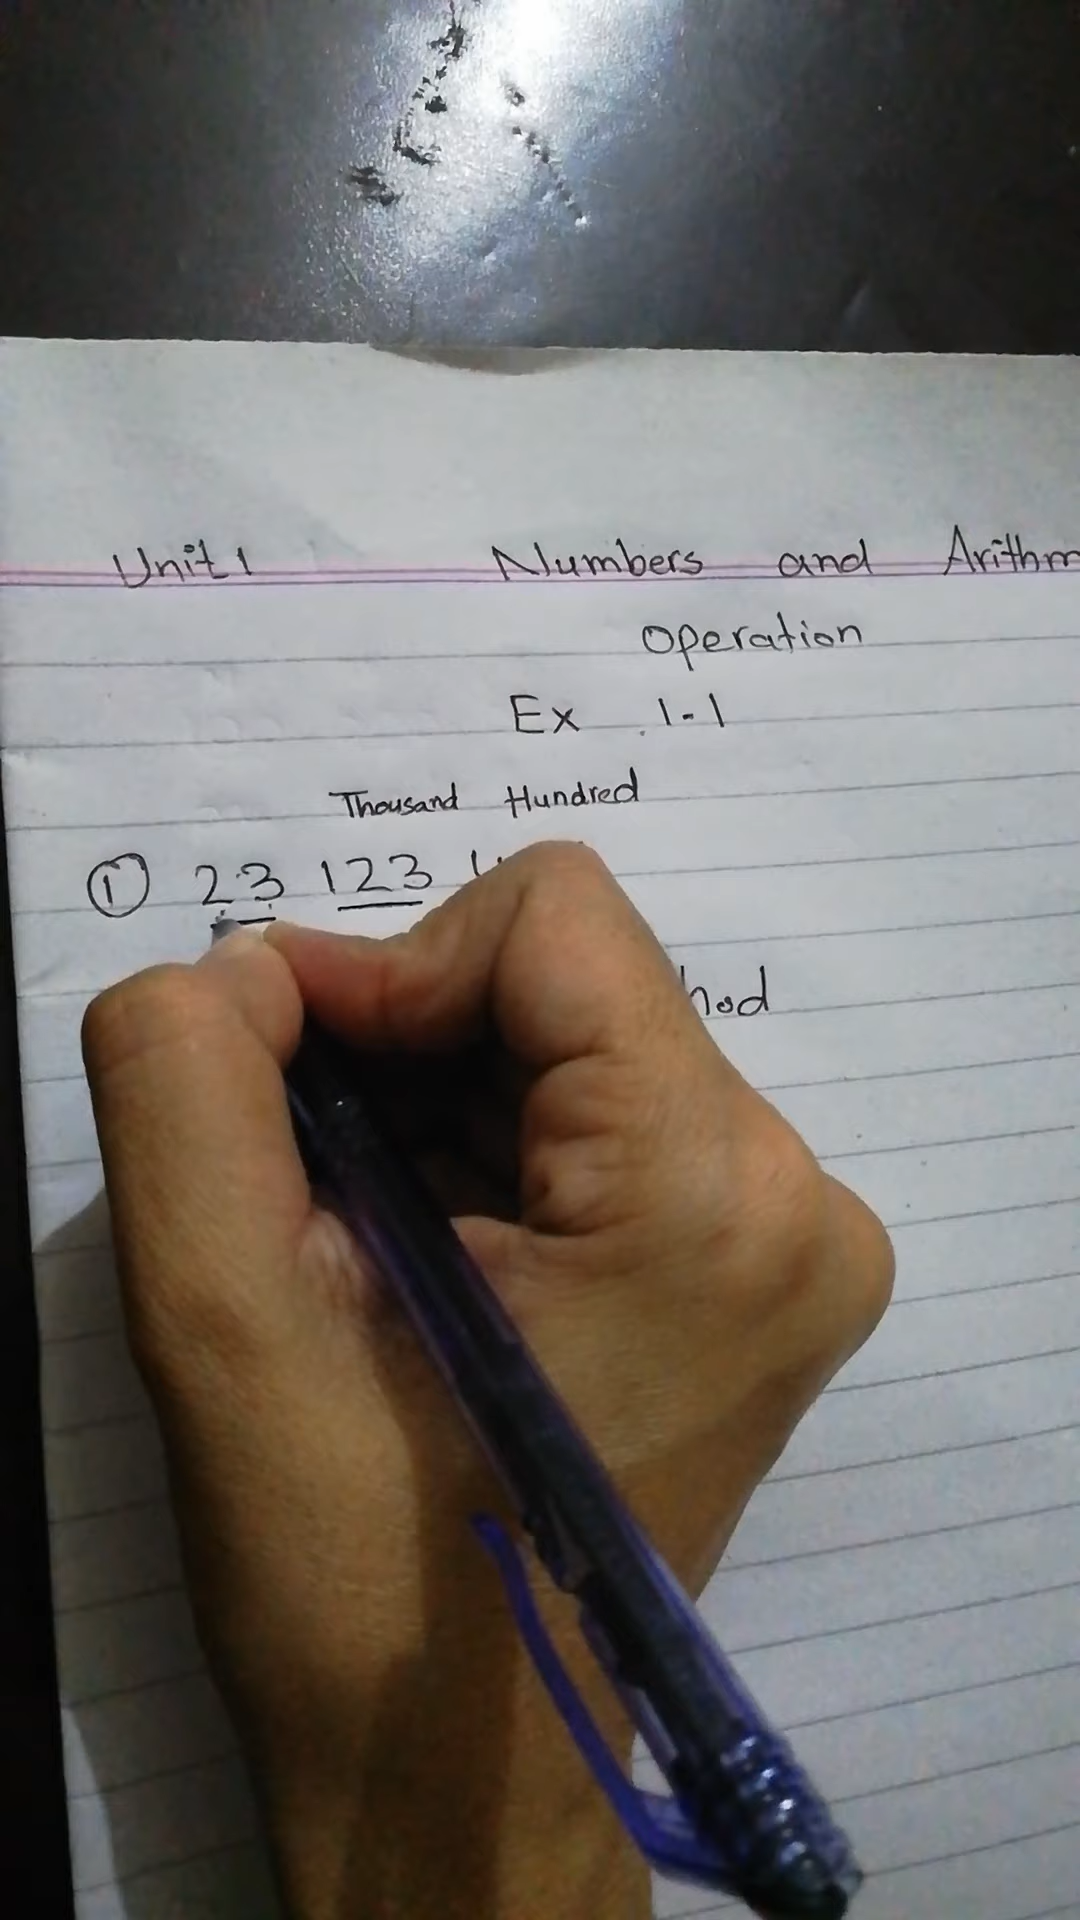 Unit 1 Numbers and Arithm
Operation
Ex . 1-1
Thousand Hundred
① 23 123
hod